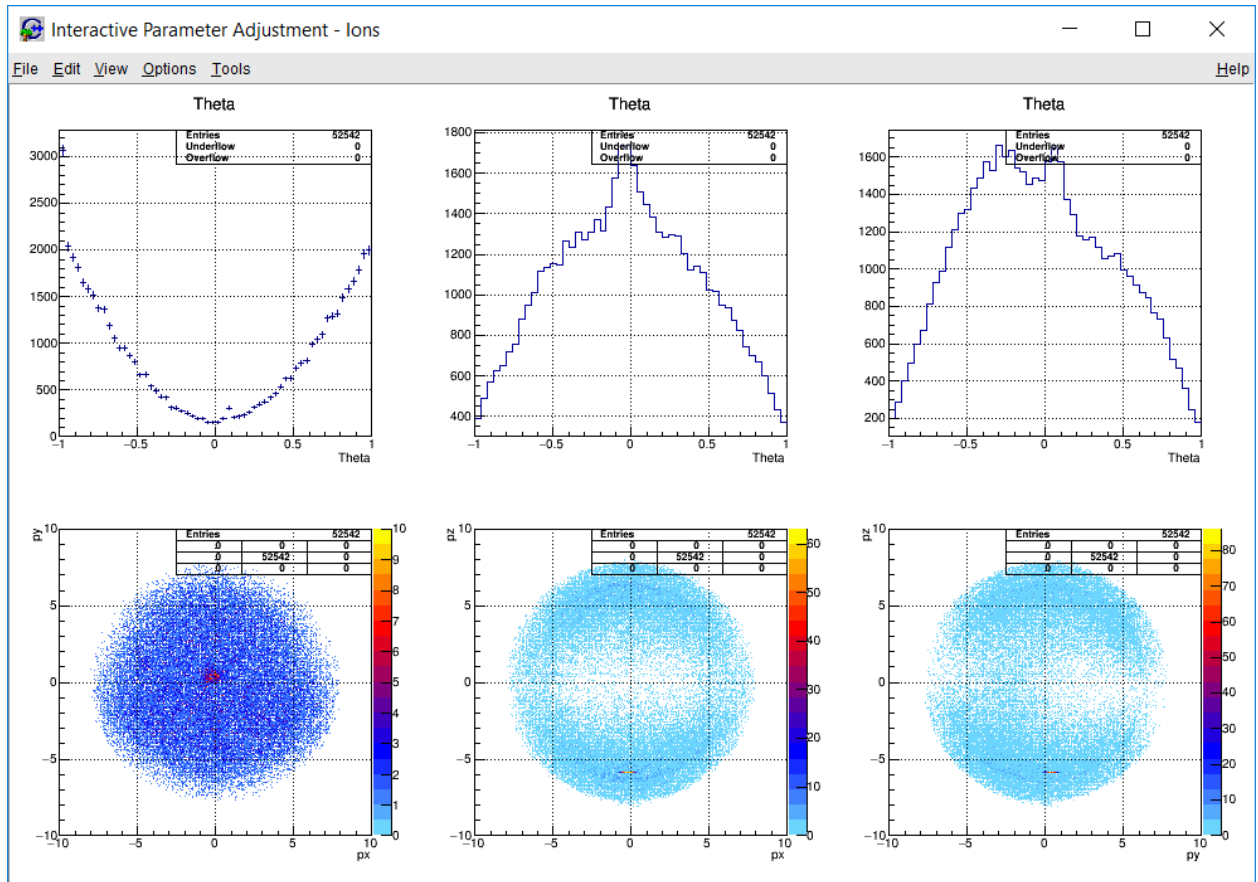 Interactive Parameter Adjustment - Ions
File Edit View Options Tools Help
Theta
Entries 52542
Underflow 0
Overflow 0
3000
2500
2000
1500
1000
500
0
−1 −0.5 0 0.5 1
Theta
Theta
Entries 52542
Underflow 0
Overflow 0
1800
1600
1400
1200
1000
800
600
400
−1 −0.5 0 0.5 1
Theta
Theta
Entries 52542
Underflow 0
Overflow 0
1600
1400
1200
1000
800
600
400
200
−1 −0.5 0 0.5 1
Theta
py
Entries 52542
0 0 0
0 52542 0
0 0 0
10
5
0
−5
−10
−10 −5 0 5 10
px
10
9
8
7
6
5
4
3
2
1
0
pz
Entries 52542
0 0 0
0 52542 0
0 0 0
10
5
0
−5
−10
−10 −5 0 5 10
px
60
50
40
30
20
10
0
pz
Entries 52542
0 0 0
0 52542 0
0 0 0
10
5
0
−5
−10
−10 −5 0 5 10
py
80
70
60
50
40
30
20
10
0